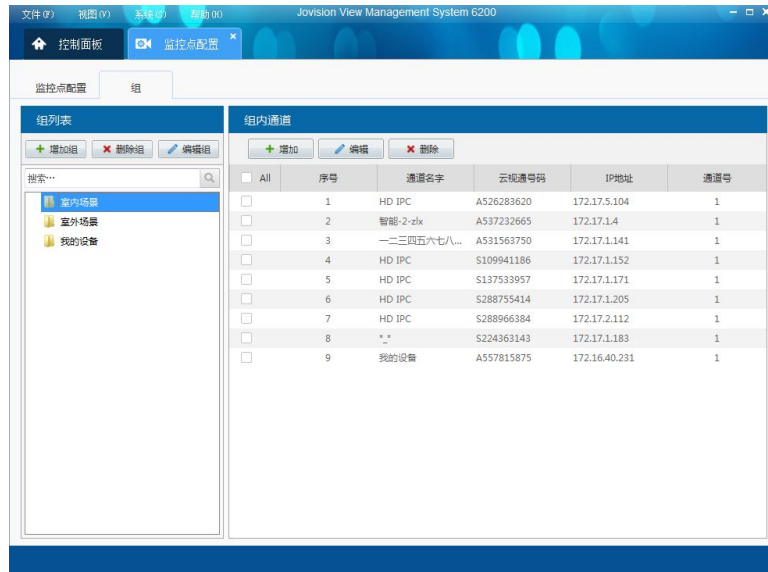 文件(F) 视图(V) 系统(S) 帮助(H) Jovision View Management System 6200
控制面板 监控点配置
监控点配置 组
组列表 组内通道
增加组 删除组 编辑组 增加 编辑 删除
搜索…
All 序号 通道名字 云视通号码 IP地址 通道号
室内场景
室外场景
我的设备
1 HD IPC A526283620 172.17.5.104 1
2 智能-2-zlx A537232665 172.17.1.4 1
3 一二三四五六七八... A531563750 172.17.1.141 1
4 HD IPC S109941186 172.17.1.152 1
5 HD IPC S137533957 172.17.1.171 1
6 HD IPC S288755414 172.17.1.205 1
7 HD IPC S288966384 172.17.2.112 1
8 *_* S224363143 172.17.1.183 1
9 我的设备 A557815875 172.16.40.231 1